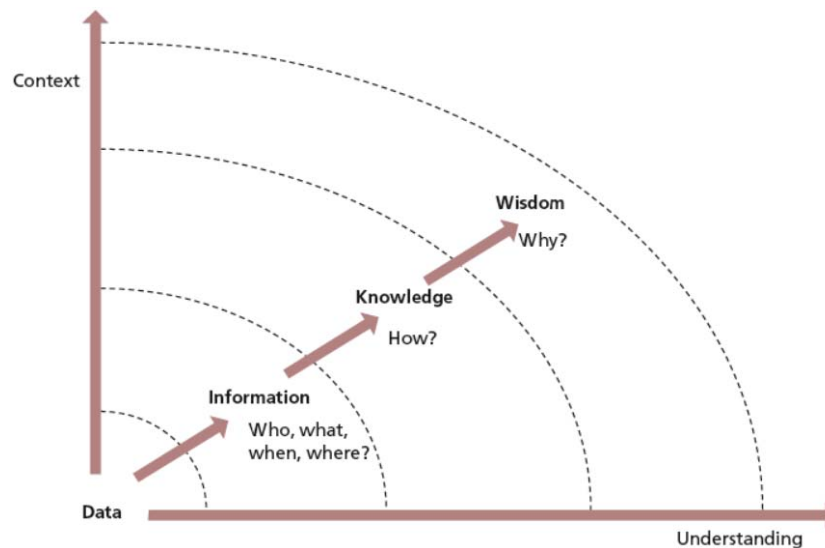 Context
Wisdom
Why?
Knowledge
How?
Information
Who, what,
when, where?
Data
Understanding